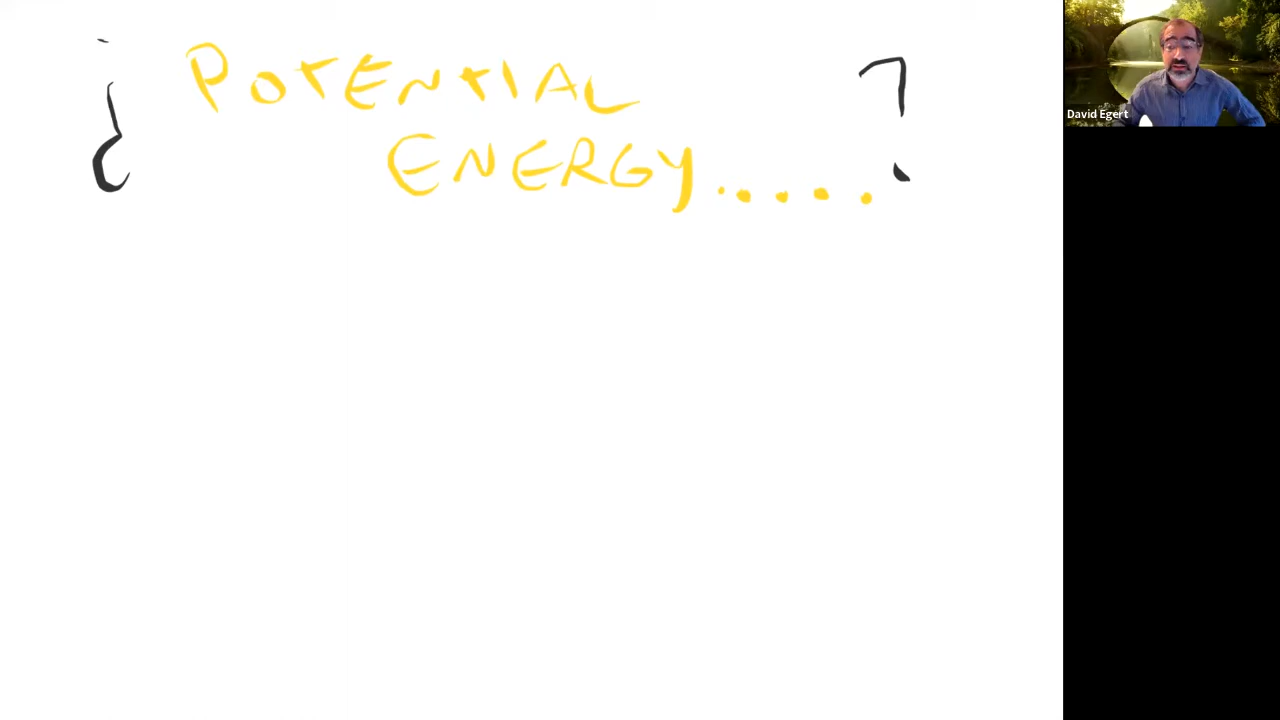 ¿ POTENTIAL ?
ENERGY.....
David Egert